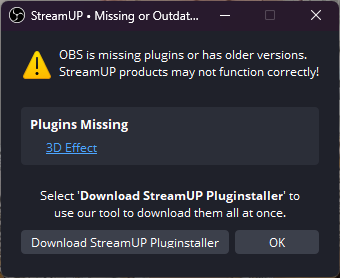 StreamUP • Missing or Outdat...
OBS is missing plugins or has older versions.
StreamUP products may not function correctly!
Plugins Missing
3D Effect
Select 'Download StreamUP Pluginstaller' to
use our tool to download them all at once.
Download StreamUP Pluginstaller
OK